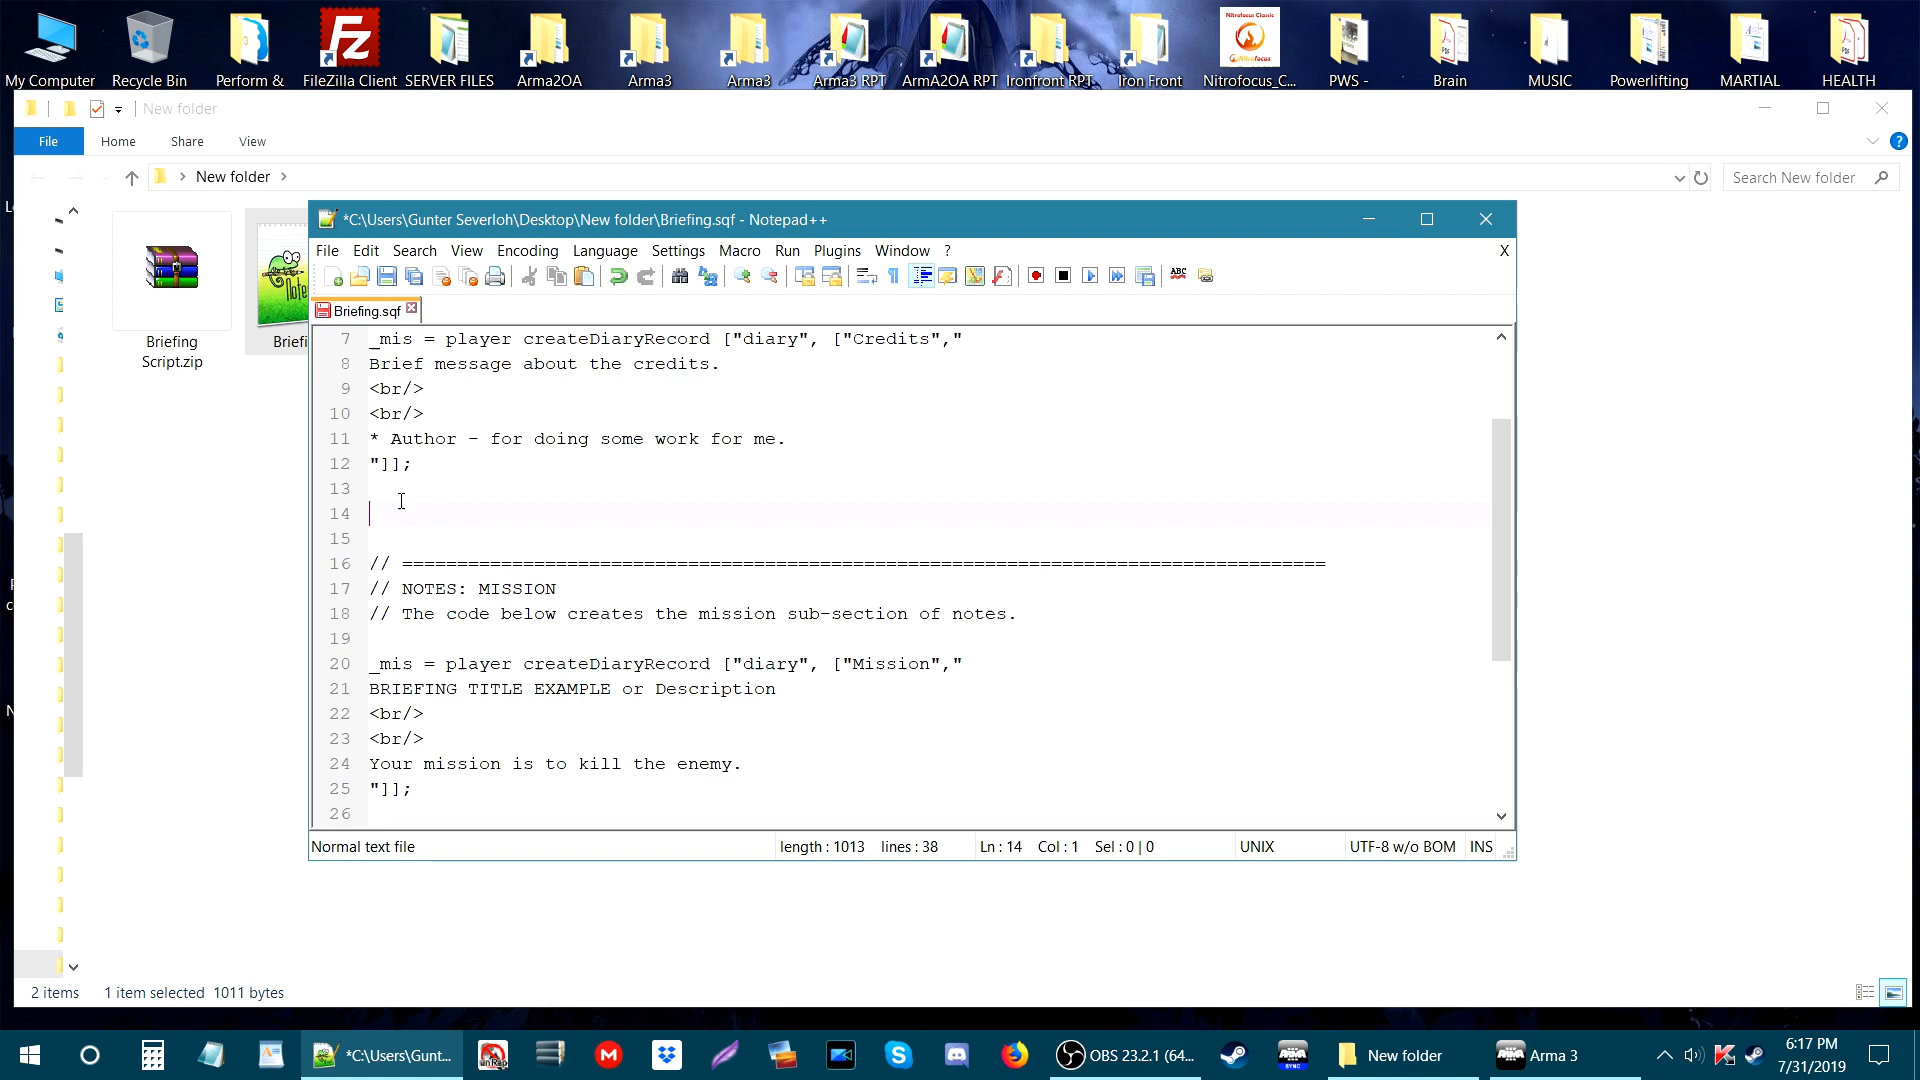 My Computer
Recycle Bin
Perform &
FileZilla Client
SERVER FILES
Arma2OA
Arma3
Arma3
Arma3 RPT
ArmA2OA RPT
Ironfront RPT
Iron Front
Nitrofocus Classic
Nitrofocus_C...
PWS -
Brain
MUSIC
Powerlifting
MARTIAL
HEALTH
New folder
File Home Share View
New folder
Search New folder
Briefing
Script.zip
Briefi
*C:\Users\Gunter Severloh\Desktop\New folder\Briefing.sqf - Notepad++
File Edit Search View Encoding Language Settings Macro Run Plugins Window ? X
Briefing.sqf
7 _mis = player createDiaryRecord ["diary", ["Credits","
8 Brief message about the credits.
9 <br/>
10 <br/>
11 * Author - for doing some work for me.
12 "]];
13
14
15
16 // ====================================================================================
17 // NOTES: MISSION
18 // The code below creates the mission sub-section of notes.
19
20 _mis = player createDiaryRecord ["diary", ["Mission","
21 BRIEFING TITLE EXAMPLE or Description
22 <br/>
23 <br/>
24 Your mission is to kill the enemy.
25 "]];
26
Normal text file length : 1013 lines : 38 Ln : 14 Col : 1 Sel : 0 | 0 UNIX UTF-8 w/o BOM INS
2 items 1 item selected 1011 bytes
*C:\Users\Gunt...
OBS 23.2.1 (64...
New folder
Arma 3
6:17 PM
7/31/2019